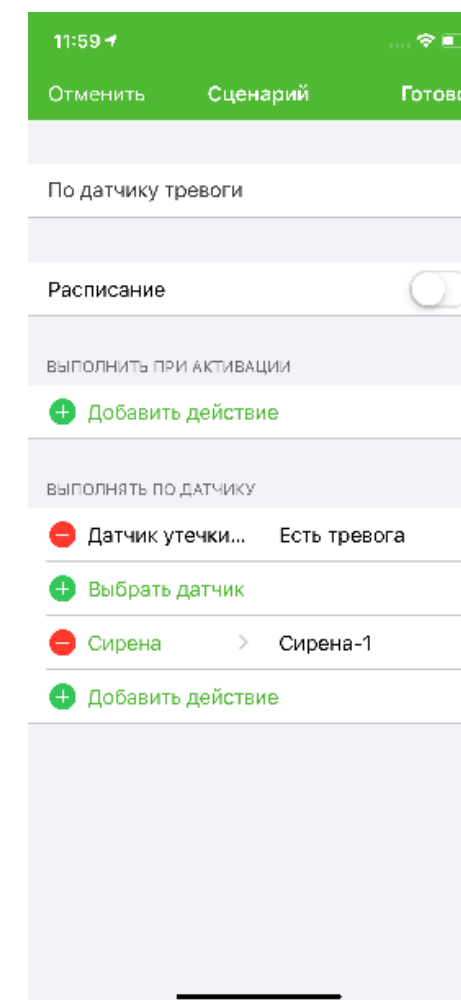 11:59
Отменить Сценарий Готово
По датчику тревоги
Расписание
ВЫПОЛНИТЬ ПРИ АКТИВАЦИИ
Добавить действие
ВЫПОЛНЯТЬ ПО ДАТЧИКУ
Датчик утечки... Есть тревога
Выбрать датчик
Сирена Сирена-1
Добавить действие